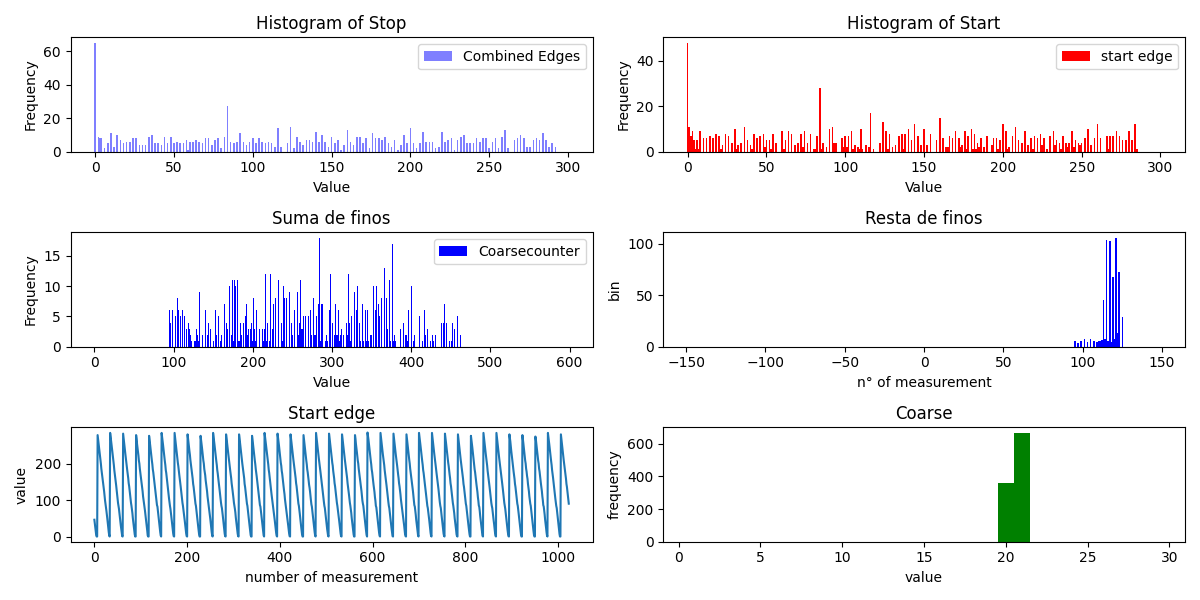 Histogram of Stop
Frequency
60
40
20
0
Combined Edges
0 50 100 150 200 250 300
Value
Histogram of Start
Frequency
40
20
0
start edge
0 50 100 150 200 250 300
Value
Suma de finos
Frequency
15
10
5
0
Coarsecounter
0 100 200 300 400 500 600
Value
Resta de finos
bin
100
50
0
−150 −100 −50 0 50 100 150
n° of measurement
Start edge
value
200
100
0
0 200 400 600 800 1000
number of measurement
Coarse
frequency
600
400
200
0
0 5 10 15 20 25 30
value